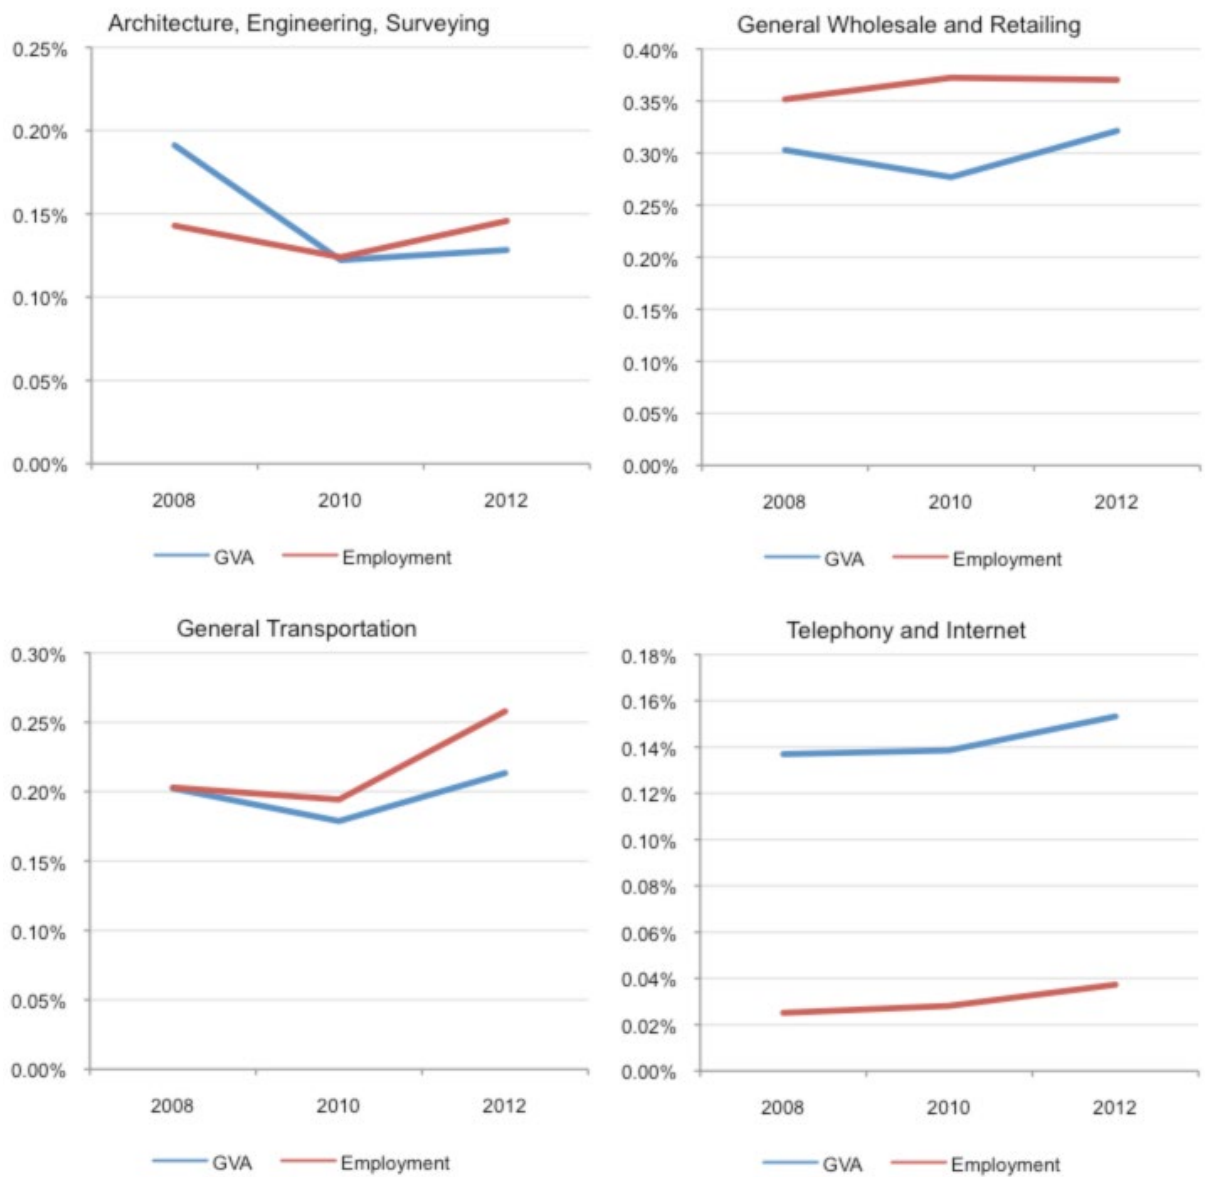 Architecture, Engineering, Surveying
0.25%
0.20%
0.15%
0.10%
0.05%
0.00%
2008 2010 2012
GVA Employment
General Wholesale and Retailing
0.40%
0.35%
0.30%
0.25%
0.20%
0.15%
0.10%
0.05%
0.00%
2008 2010 2012
GVA Employment
General Transportation
0.30%
0.25%
0.20%
0.15%
0.10%
0.05%
0.00%
2008 2010 2012
GVA Employment
Telephony and Internet
0.18%
0.16%
0.14%
0.12%
0.10%
0.08%
0.06%
0.04%
0.02%
0.00%
2008 2010 2012
GVA Employment